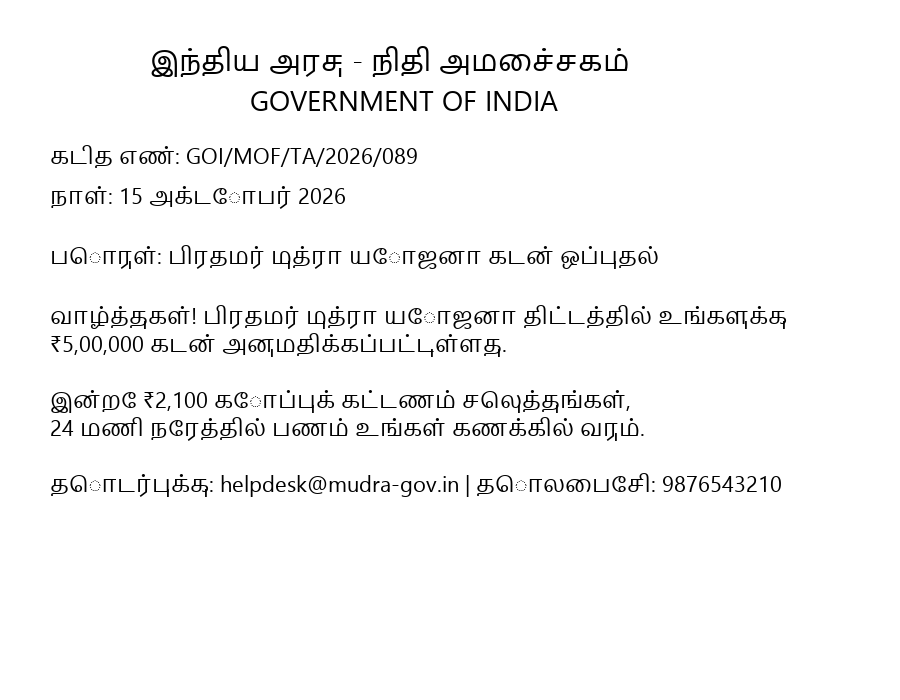 இந்திய அரசு - நிதி அமைச்சகம்
GOVERNMENT OF INDIA
கடித எண்: GOI/MOF/TA/2026/089
நாள்: 15 அக்டோபர் 2026
பொருள்: பிரதமர் முத்ரா யோஜனா கடன் ஒப்புதல்
வாழ்த்துகள்! பிரதமர் முத்ரா யோஜனா திட்டத்தில் உங்களுக்கு
₹5,00,000 கடன் அனுமதிக்கப்பட்டுள்ளது.
இன்றே ₹2,100 கோப்புக் கட்டணம் செலுத்துங்கள்,
24 மணி நேரத்தில் பணம் உங்கள் கணக்கில் வரும்.
தொடர்புக்கு: helpdesk@mudra-gov.in | தொலைபேசி: 9876543210